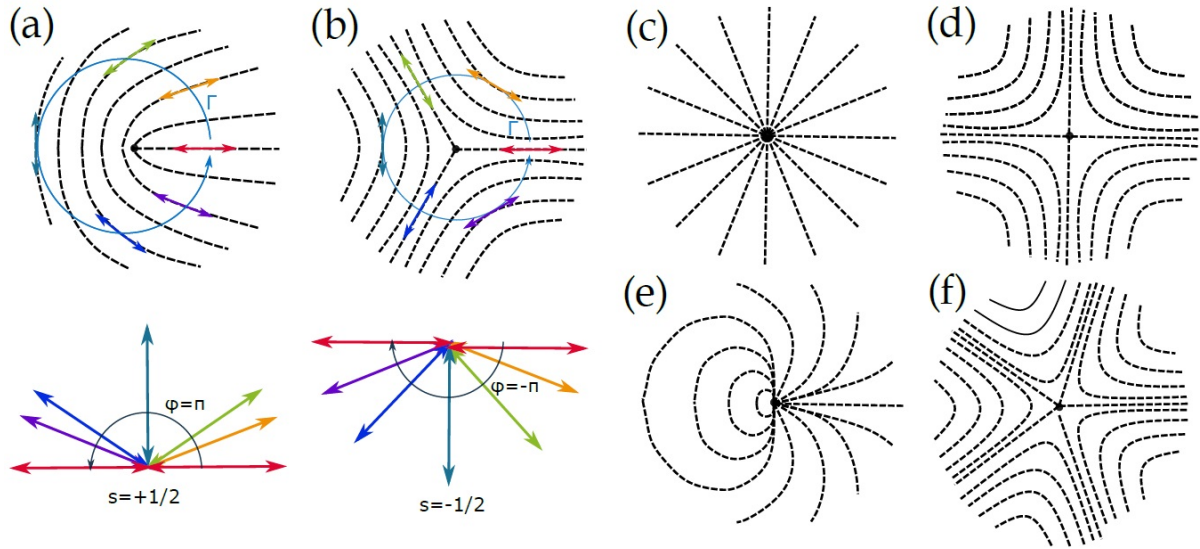 (a)
(b)
(c)
(d)
Γ
Γ
(e)
(f)
φ=π
s=+1/2
φ=-π
s=-1/2